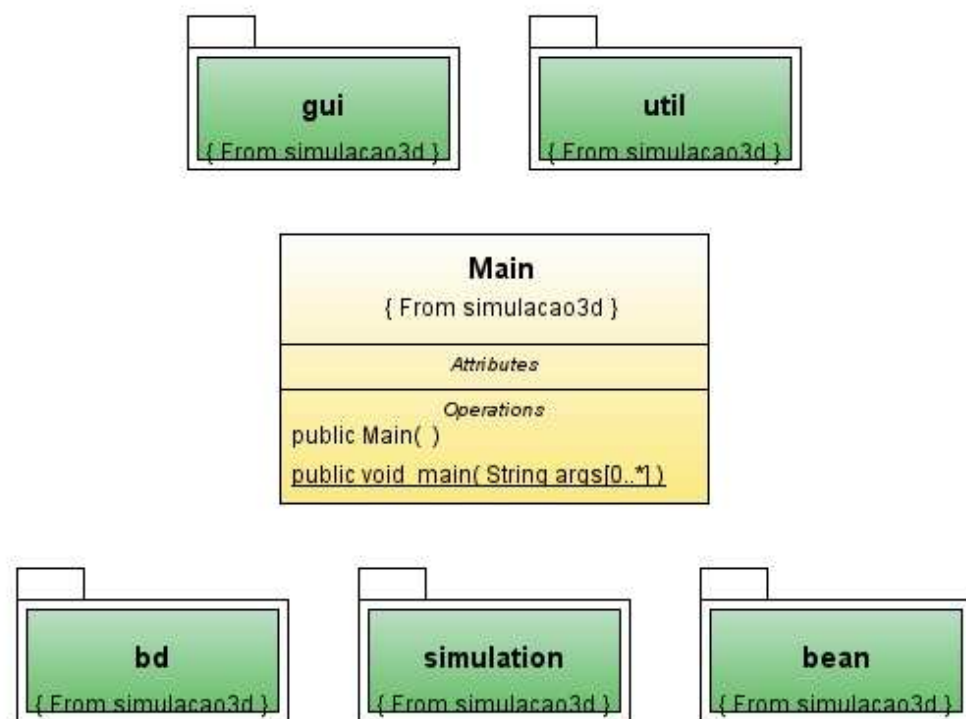 gui
{ From simulacao3d }
util
{ From simulacao3d }
Main
{ From simulacao3d }
Attributes
Operations
public Main( )
public void main( String args[0..*] )
bd
{ From simulacao3d }
simulation
{ From simulacao3d }
bean
{ From simulacao3d }